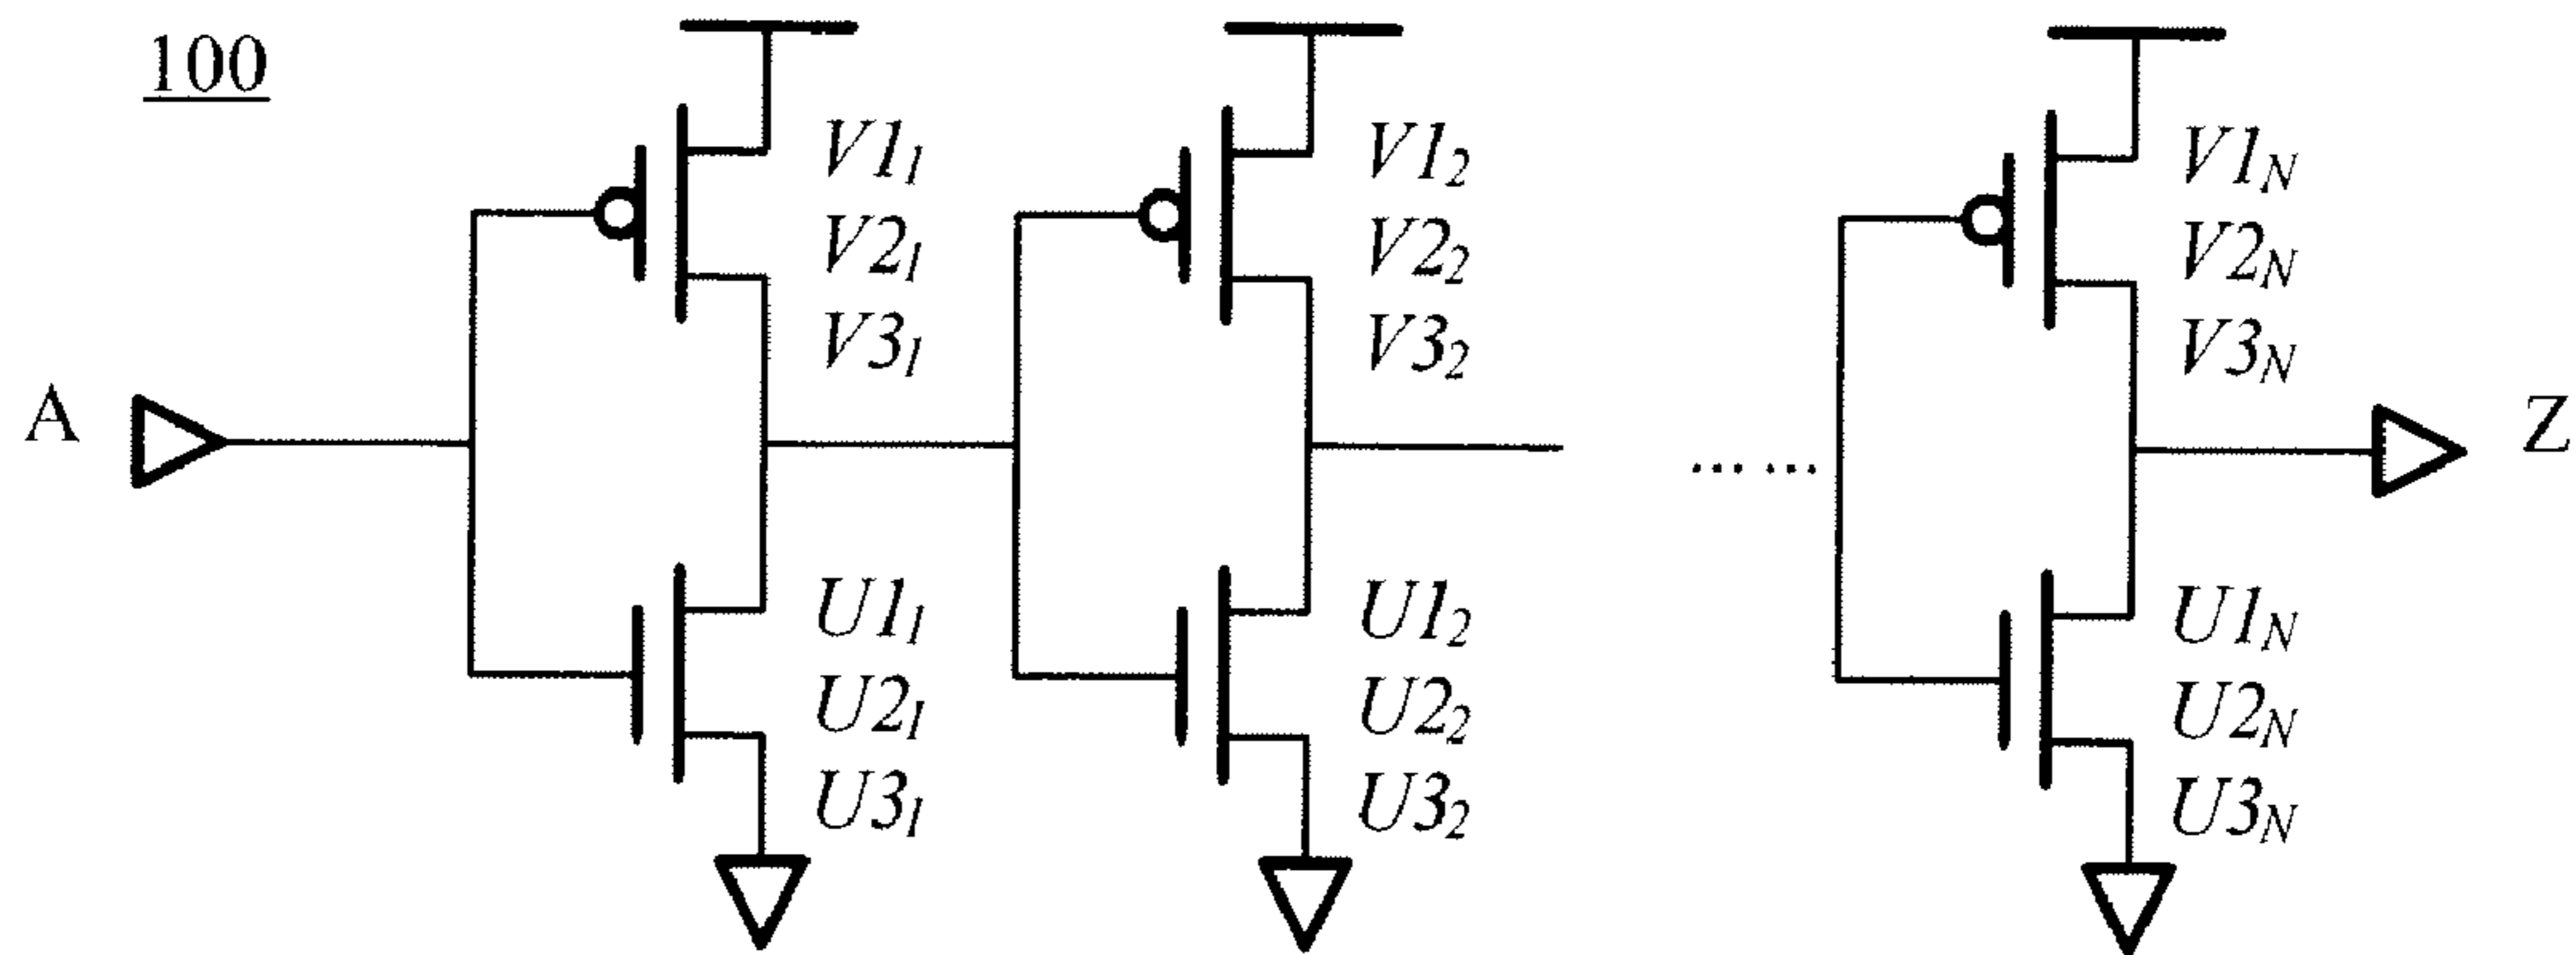 100
V1₁
V2₁
V3₁
V1₂
V2₂
V3₂
V1N
V2N
V3N
A
Z
...
...
U1₁
U2₁
U3₁
U1₂
U2₂
U3₂
U1N
U2N
U3N